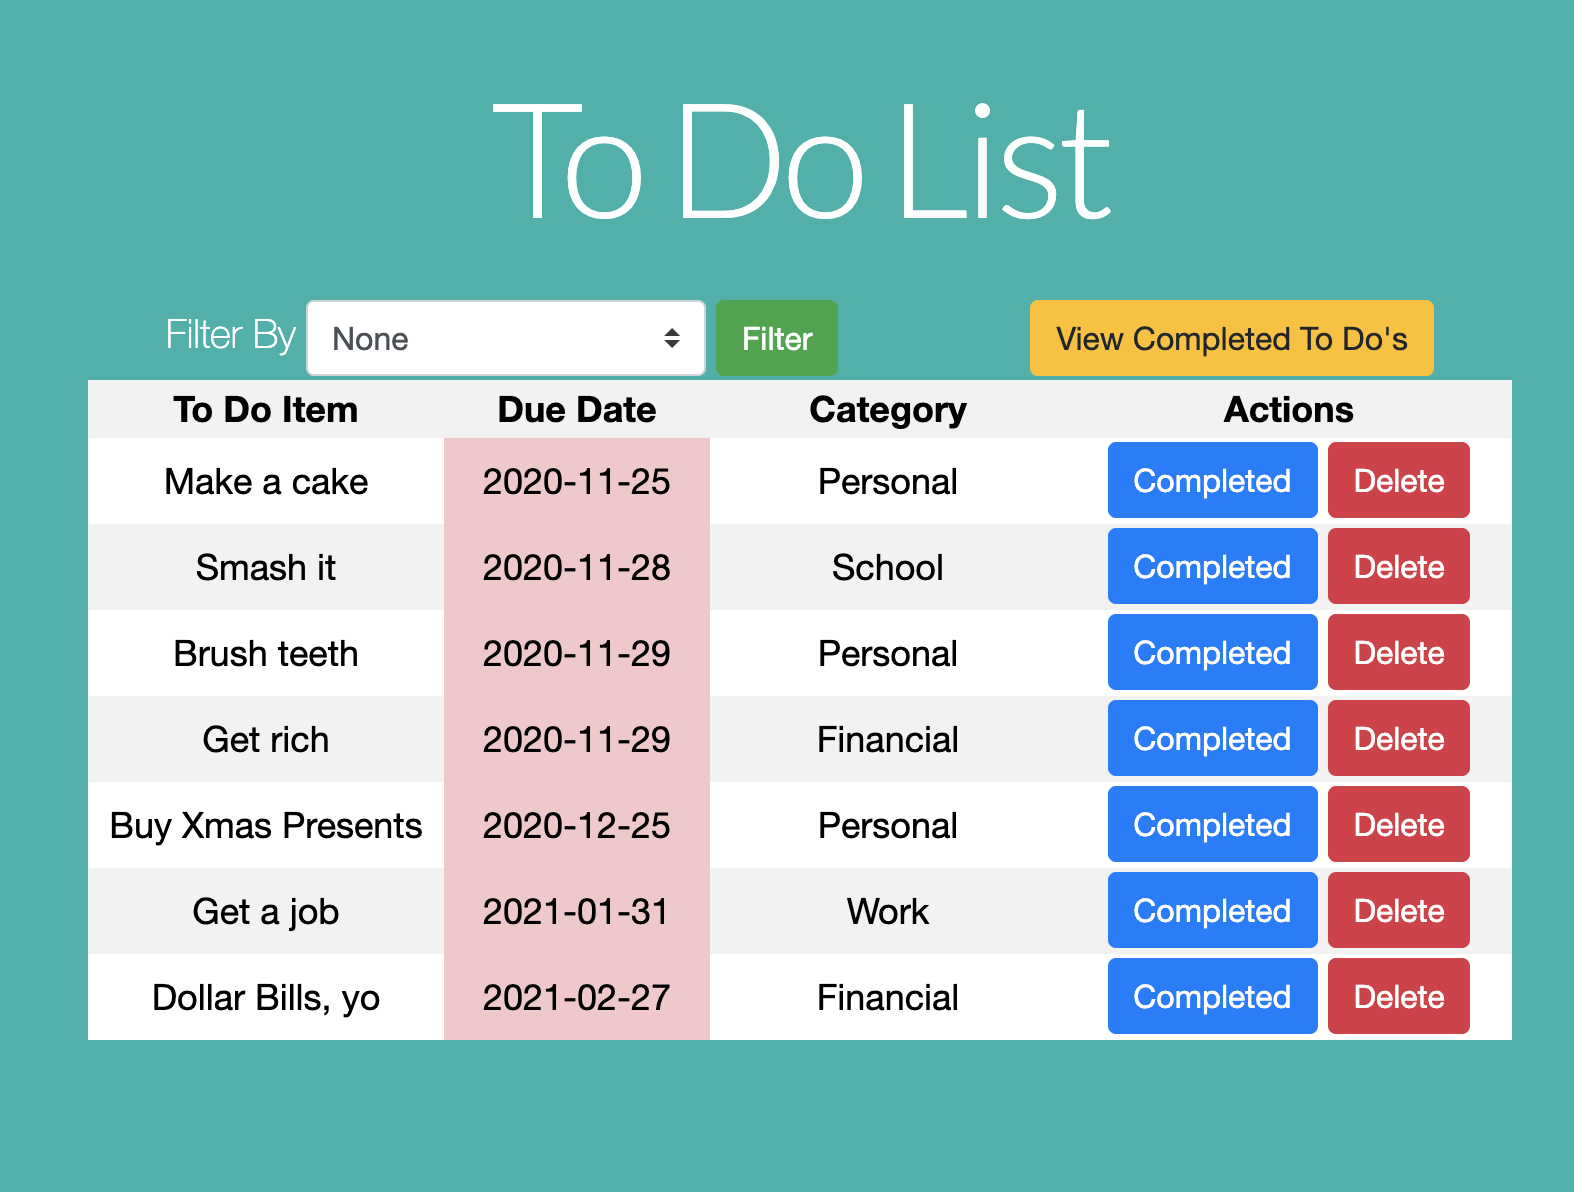 To Do List
Filter By None Filter View Completed To Do's
To Do Item Due Date Category Actions
Make a cake 2020-11-25 Personal Completed Delete
Smash it 2020-11-28 School Completed Delete
Brush teeth 2020-11-29 Personal Completed Delete
Get rich 2020-11-29 Financial Completed Delete
Buy Xmas Presents 2020-12-25 Personal Completed Delete
Get a job 2021-01-31 Work Completed Delete
Dollar Bills, yo 2021-02-27 Financial Completed Delete